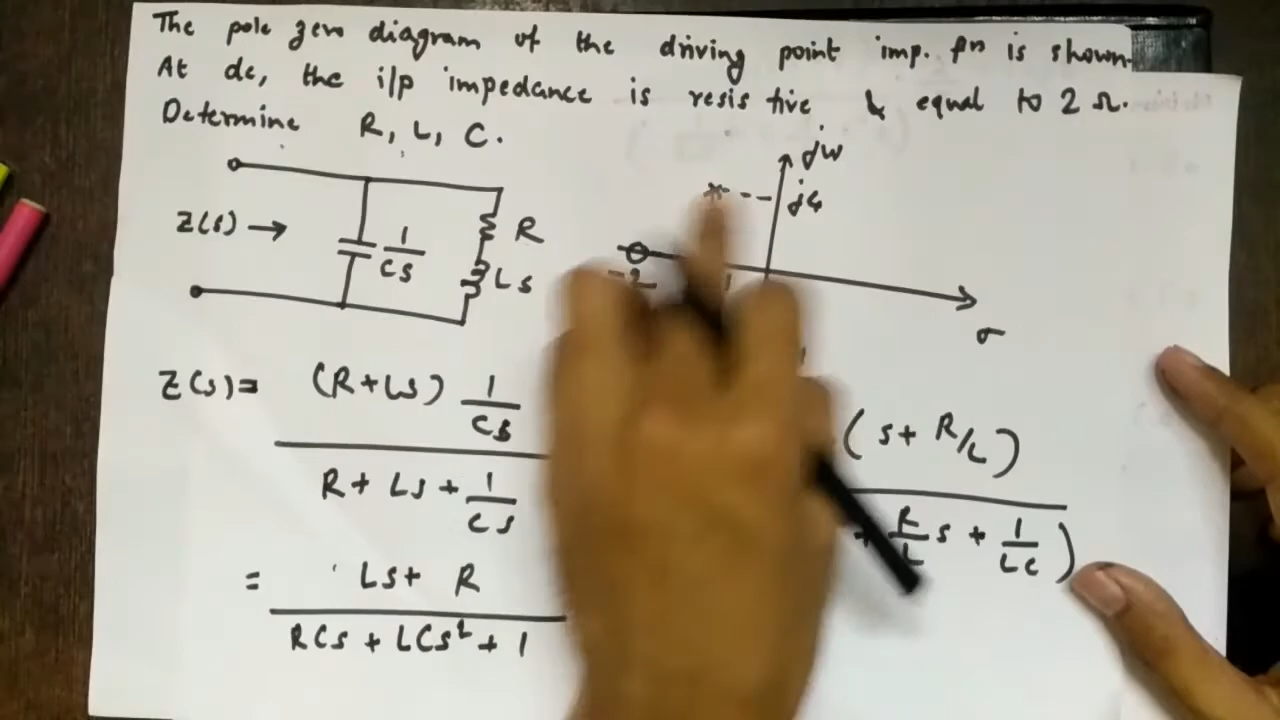 The pole zero diagram of the driving point imp. fn is shown.
At dc, the i/p impedance is resistive & equal to 2 Ω.
Determine R, L, C.
jω
j4
Z(s) →
1/Cs
R
Ls
-2
σ
Z(s) = (R+Ls) 1/Cs
R + Ls + 1/Cs
(s + R/L)
+ R/L s + 1/LC )
= Ls + R
RCs + LCs² + 1